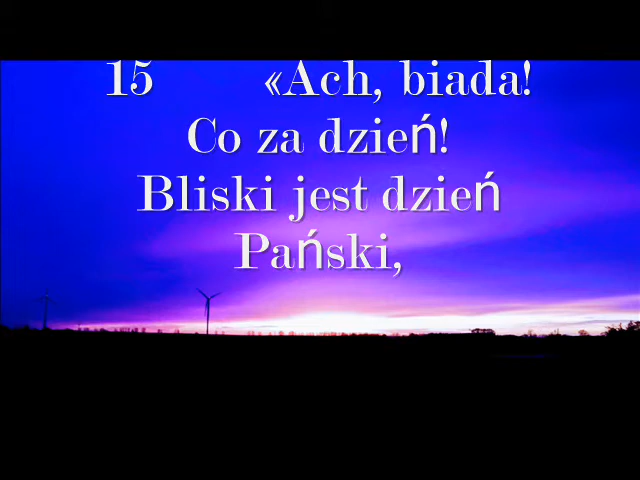 15 «Ach, biada!
Co za dzień!
Bliski jest dzień
Pański,